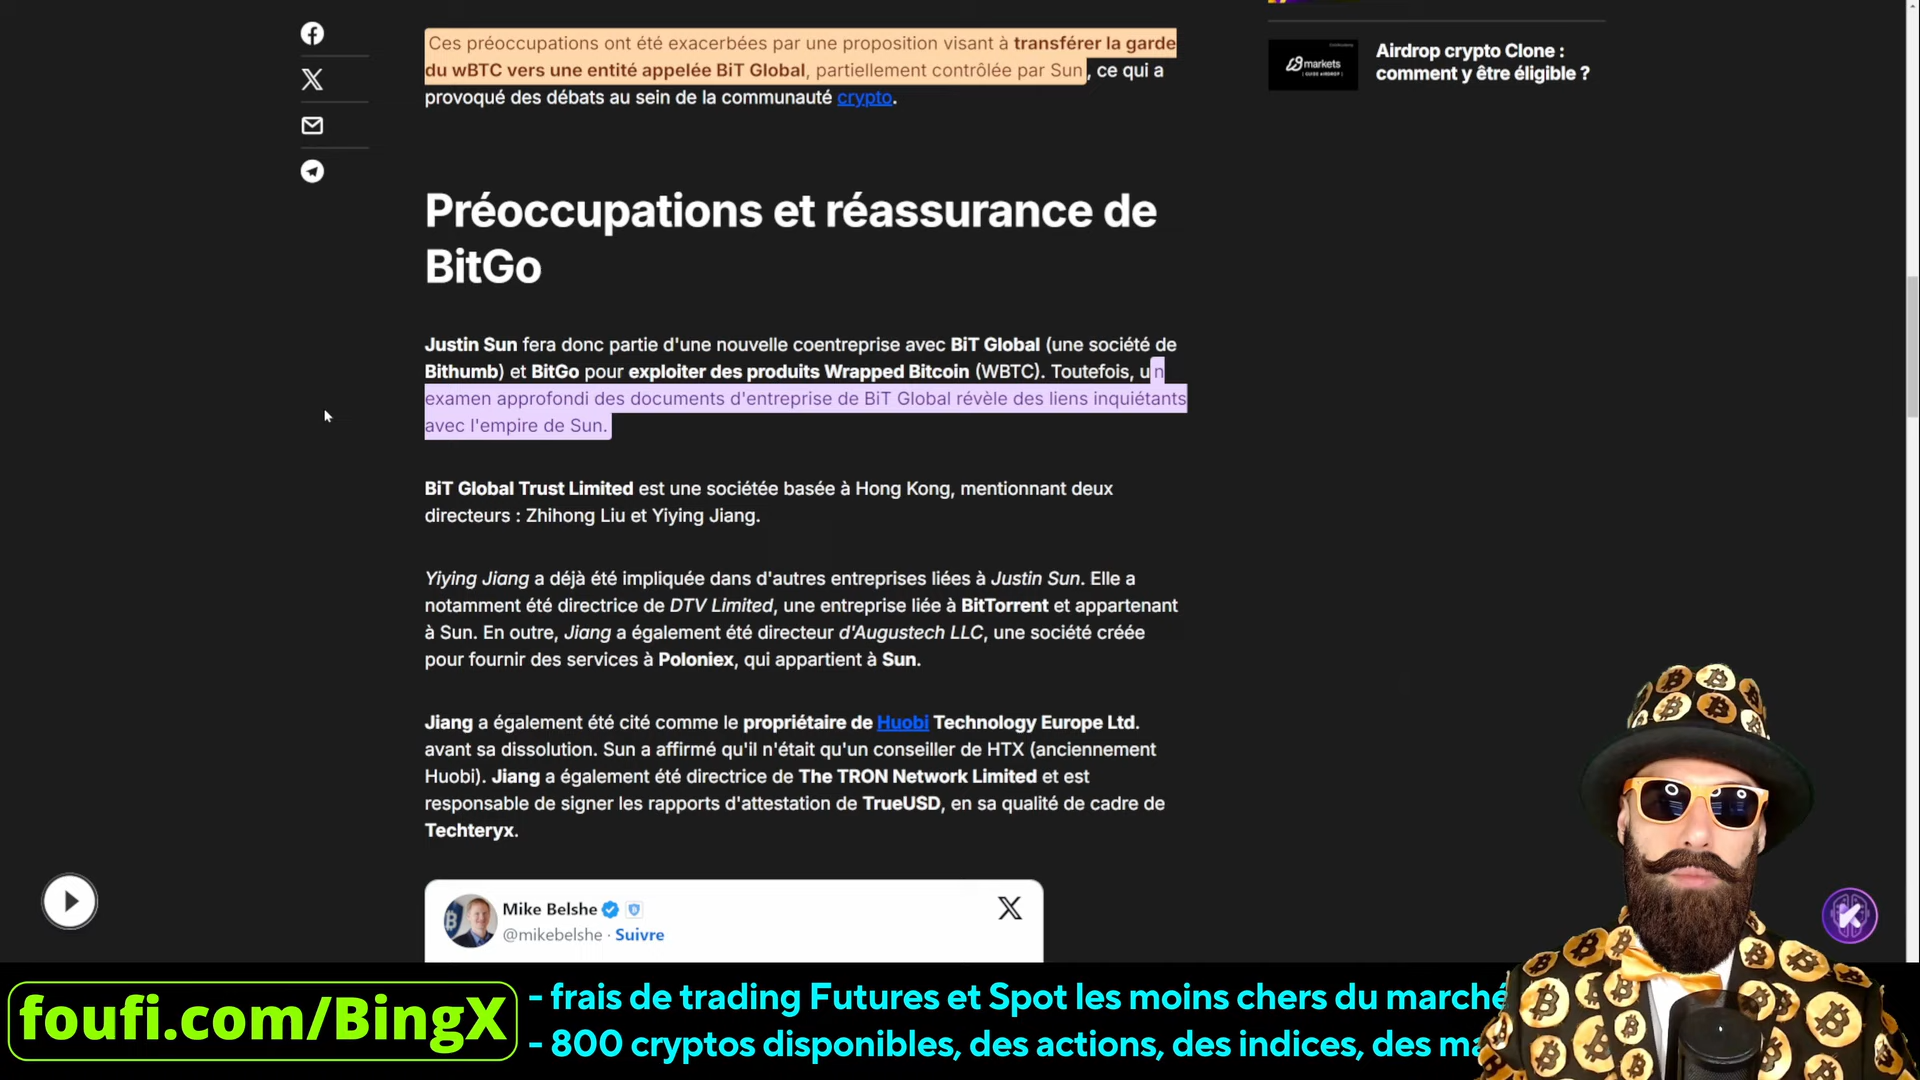 Ces préoccupations ont été exacerbées par une proposition visant à transférer la garde
du wBTC vers une entité appelée BiT Global, partiellement contrôlée par Sun, ce qui a
provoqué des débats au sein de la communauté crypto.
Airdrop crypto Clone :
comment y être éligible ?
markets
Préoccupations et réassurance de
BitGo
Justin Sun fera donc partie d'une nouvelle coentreprise avec BiT Global (une société de
Bithumb) et BitGo pour exploiter des produits Wrapped Bitcoin (WBTC). Toutefois, un
examen approfondi des documents d'entreprise de BiT Global révèle des liens inquiétants
avec l'empire de Sun.
BiT Global Trust Limited est une sociétée basée à Hong Kong, mentionnant deux
directeurs : Zhihong Liu et Yiying Jiang.
Yiying Jiang a déjà été impliquée dans d'autres entreprises liées à Justin Sun. Elle a
notamment été directrice de DTV Limited, une entreprise liée à BitTorrent et appartenant
à Sun. En outre, Jiang a également été directeur d'Augustech LLC, une société créée
pour fournir des services à Poloniex, qui appartient à Sun.
Jiang a également été cité comme le propriétaire de Huobi Technology Europe Ltd.
avant sa dissolution. Sun a affirmé qu'il n'était qu'un conseiller de HTX (anciennement
Huobi). Jiang a également été directrice de The TRON Network Limited et est
responsable de signer les rapports d'attestation de TrueUSD, en sa qualité de cadre de
Techteryx.
Mike Belshe
@mikebelshe · Suivre
foufi.com/BingX
- frais de trading Futures et Spot les moins chers du marché
- 800 cryptos disponibles, des actions, des indices, des ma